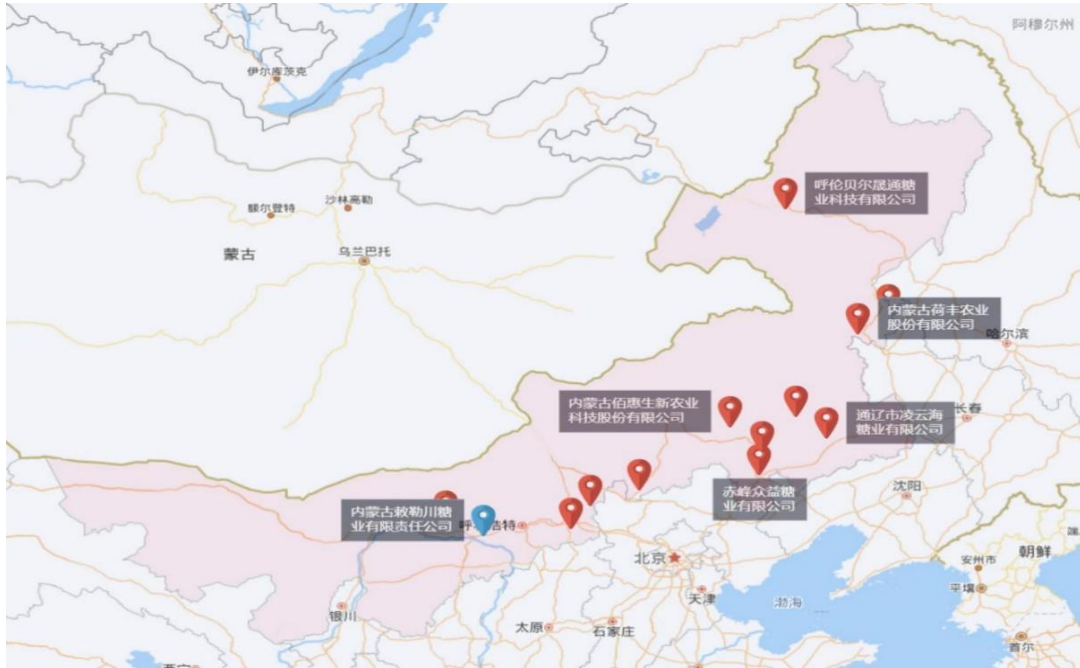 阿穆尔州
伊尔库茨克
呼伦贝尔晟通糖
业科技有限公司
额尔登特
沙林高勒
蒙古
乌兰巴托
内蒙古荷丰农业
股份有限公司
哈尔滨
内蒙古佰惠生新农业
科技股份有限公司
通辽市凌云海
糖业有限公司
长春
赤峰众益糖
业有限公司
沈阳
内蒙古敕勒川糖
业有限责任公司
呼
浩特
北京
天津
渤海
安州市
朝鲜
平壤
银川
太原
石家庄
首尔